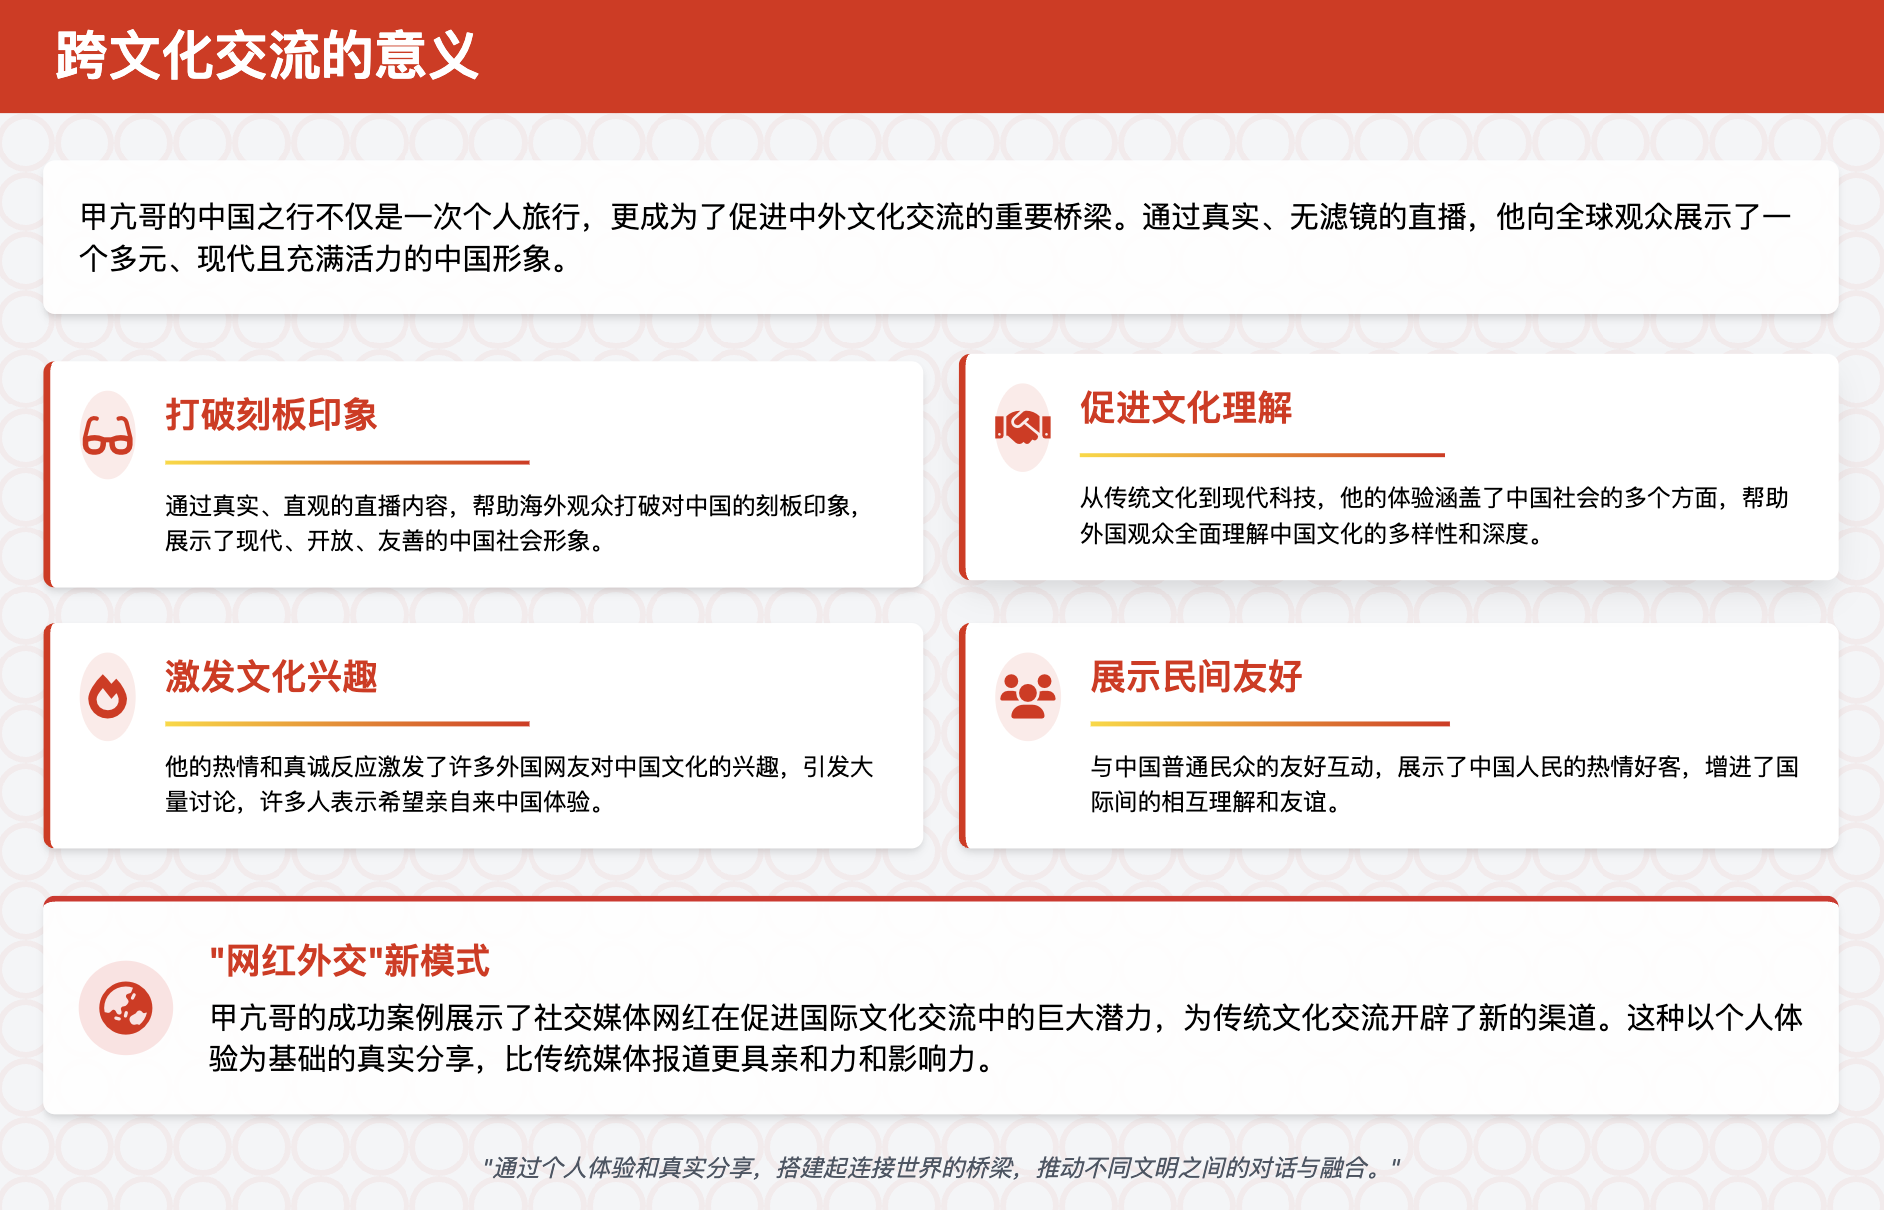 跨文化交流的意义
甲亢哥的中国之行不仅是一次个人旅行，更成为了促进中外文化交流的重要桥梁。通过真实、无滤镜的直播，他向全球观众展示了一
个多元、现代且充满活力的中国形象。
打破刻板印象
通过真实、直观的直播内容，帮助海外观众打破对中国的刻板印象，
展示了现代、开放、友善的中国社会形象。
促进文化理解
从传统文化到现代科技，他的体验涵盖了中国社会的多个方面，帮助
外国观众全面理解中国文化的多样性和深度。
激发文化兴趣
他的热情和真诚反应激发了许多外国网友对中国文化的兴趣，引发大
量讨论，许多人表示希望亲自来中国体验。
展示民间友好
与中国普通民众的友好互动，展示了中国人民的热情好客，增进了国
际间的相互理解和友谊。
"网红外交"新模式
甲亢哥的成功案例展示了社交媒体网红在促进国际文化交流中的巨大潜力，为传统文化交流开辟了新的渠道。这种以个人体
验为基础的真实分享，比传统媒体报道更具亲和力和影响力。
"通过个人体验和真实分享，搭建起连接世界的桥梁，推动不同文明之间的对话与融合。"